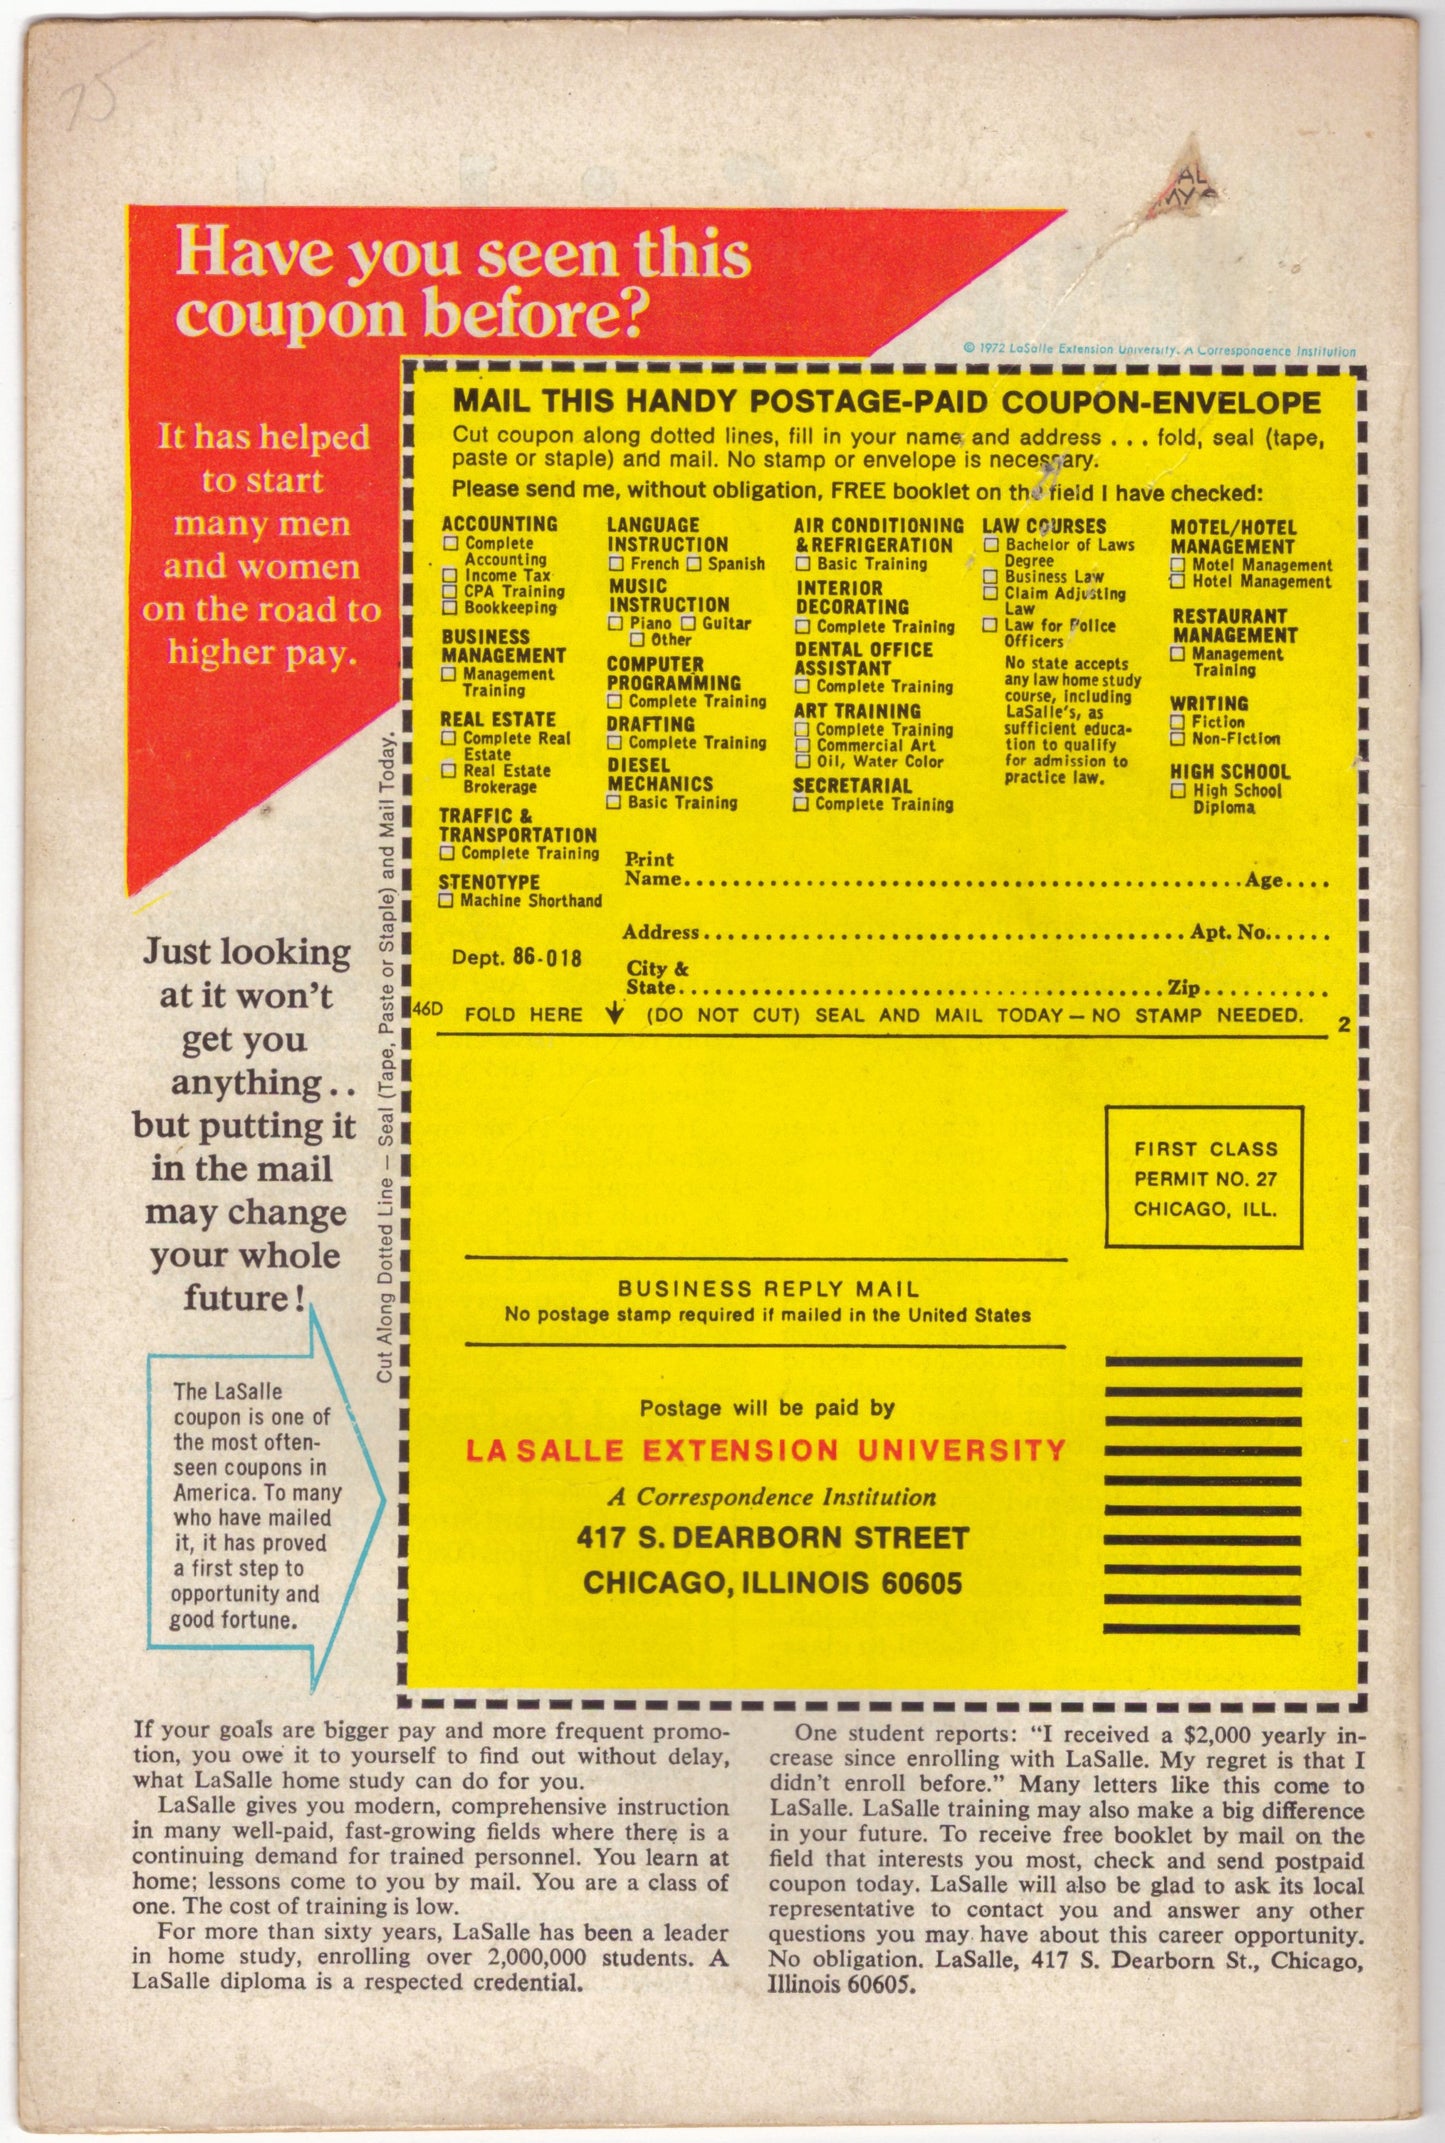 75
AL
MY
Have you seen this
coupon before?
© 1972 LaSalle Extension University. A Correspondence Institution
It has helped
to start
many men
and women
on the road to
higher pay.
Just looking
at it won't
get you
anything..
but putting it
in the mail
may change
your whole
future!
The LaSalle
coupon is one of
the most often-
seen coupons in
America. To many
who have mailed
it, it has proved
a first step to
opportunity and
good fortune.
Cut Along Dotted Line — Seal (Tape, Paste or Staple) and Mail Today.
MAIL THIS HANDY POSTAGE-PAID COUPON-ENVELOPE
Cut coupon along dotted lines, fill in your name and address . . . fold, seal (tape,
paste or staple) and mail. No stamp or envelope is necessary.
Please send me, without obligation, FREE booklet on the field I have checked:
ACCOUNTING
☐ Complete
Accounting
☐ Income Tax
☐ CPA Training
☐ Bookkeeping
BUSINESS
MANAGEMENT
☐ Management
Training
REAL ESTATE
☐ Complete Real
Estate
☐ Real Estate
Brokerage
TRAFFIC &
TRANSPORTATION
☐ Complete Training
STENOTYPE
☐ Machine Shorthand
LANGUAGE
INSTRUCTION
☐ French ☐ Spanish
MUSIC
INSTRUCTION
☐ Piano ☐ Guitar
☐ Other
COMPUTER
PROGRAMMING
☐ Complete Training
DRAFTING
☐ Complete Training
DIESEL
MECHANICS
☐ Basic Training
AIR CONDITIONING
& REFRIGERATION
☐ Basic Training
INTERIOR
DECORATING
☐ Complete Training
DENTAL OFFICE
ASSISTANT
☐ Complete Training
ART TRAINING
☐ Complete Training
☐ Commercial Art
☐ Oil, Water Color
SECRETARIAL
☐ Complete Training
LAW COURSES
☐ Bachelor of Laws
Degree
☐ Business Law
☐ Claim Adjusting
Law
☐ Law for Police
Officers
No state accepts
any law home study
course, including
LaSalle's, as
sufficient educa-
tion to qualify
for admission to
practice law.
MOTEL/HOTEL
MANAGEMENT
☐ Motel Management
☐ Hotel Management
RESTAURANT
MANAGEMENT
☐ Management
Training
WRITING
☐ Fiction
☐ Non-Fiction
HIGH SCHOOL
☐ High School
Diploma
Print
Name..........Age....
Address..........Apt. No......
Dept. 86-018
City &
State..........Zip..........
46D FOLD HERE ↓ (DO NOT CUT) SEAL AND MAIL TODAY — NO STAMP NEEDED. 2
FIRST CLASS
PERMIT NO. 27
CHICAGO, ILL.
BUSINESS REPLY MAIL
No postage stamp required if mailed in the United States
Postage will be paid by
LA SALLE EXTENSION UNIVERSITY
A Correspondence Institution
417 S. DEARBORN STREET
CHICAGO, ILLINOIS 60605
If your goals are bigger pay and more frequent promo-
tion, you owe it to yourself to find out without delay,
what LaSalle home study can do for you.
LaSalle gives you modern, comprehensive instruction
in many well-paid, fast-growing fields where there is a
continuing demand for trained personnel. You learn at
home; lessons come to you by mail. You are a class of
one. The cost of training is low.
For more than sixty years, LaSalle has been a leader
in home study, enrolling over 2,000,000 students. A
LaSalle diploma is a respected credential.
One student reports: "I received a $2,000 yearly in-
crease since enrolling with LaSalle. My regret is that I
didn't enroll before." Many letters like this come to
LaSalle. LaSalle training may also make a big difference
in your future. To receive free booklet by mail on the
field that interests you most, check and send postpaid
coupon today. LaSalle will also be glad to ask its local
representative to contact you and answer any other
questions you may have about this career opportunity.
No obligation. LaSalle, 417 S. Dearborn St., Chicago,
Illinois 60605.